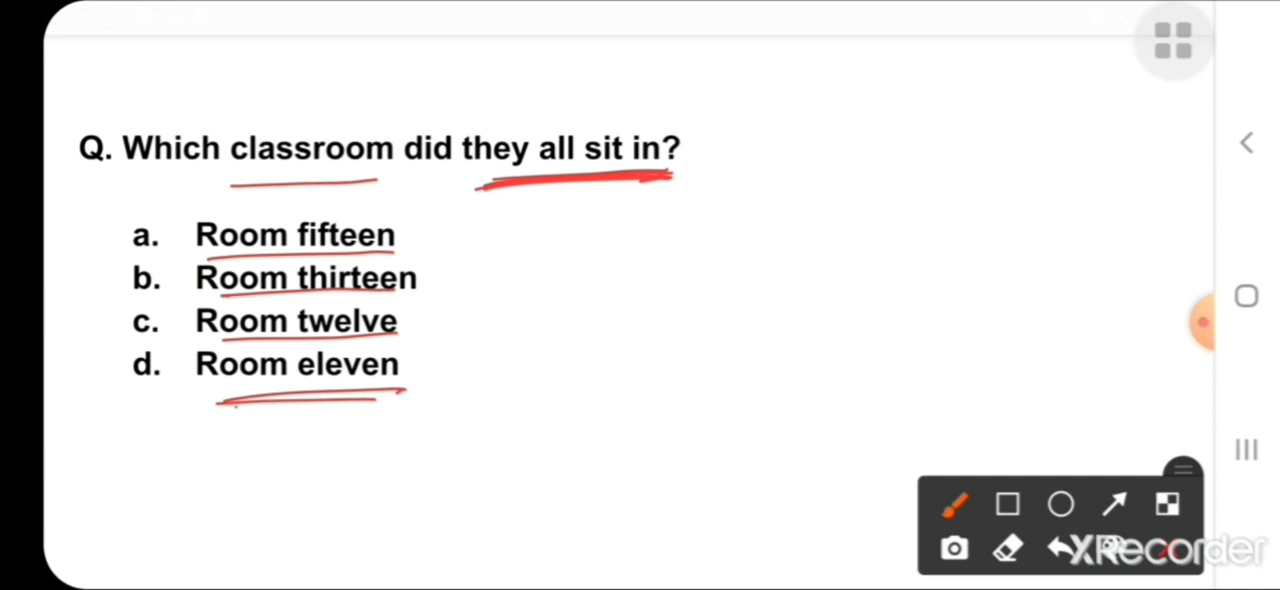 Q. Which classroom did they all sit in?
a. Room fifteen
b. Room thirteen
c. Room twelve
d. Room eleven
XRecorder